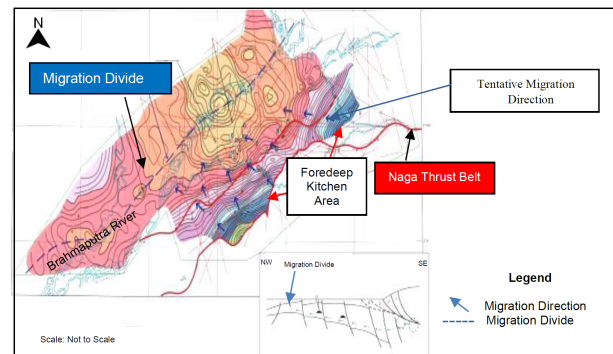 N
Migration Divide
Tentative Migration
Direction
Foredeep
Kitchen
Area
Naga Thrust Belt
Brahmaputra River
NW
Migration Divide
SE
Legend
Migration Direction
Migration Divide
Scale: Not to Scale